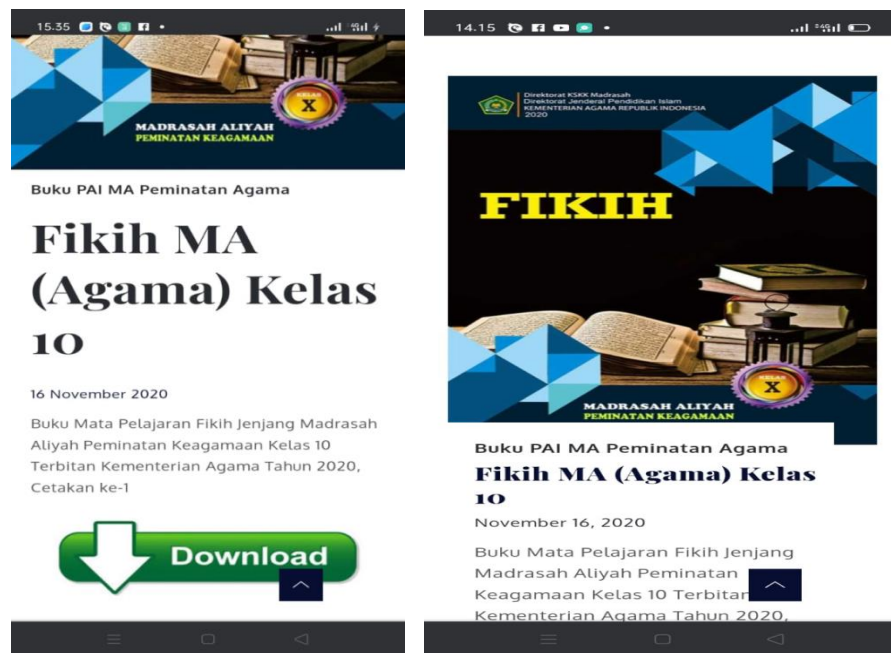 15.35
KELAS
X
MADRASAH ALIYAH
PEMINATAN KEAGAMAAN
Buku PAI MA Peminatan Agama
Fikih MA
(Agama) Kelas
10
16 November 2020
Buku Mata Pelajaran Fikih Jenjang Madrasah
Aliyah Peminatan Keagamaan Kelas 10
Terbitan Kementerian Agama Tahun 2020,
Cetakan ke-1
Download
14.15
Direktorat KSKK Madrasah
Direktorat Jenderal Pendidikan Islam
KEMENTERIAN AGAMA REPUBLIK INDONESIA
2020
FIKIH
KELAS
X
MADRASAH ALIYAH
PEMINATAN KEAGAMAAN
Buku PAI MA Peminatan Agama
Fikih MA (Agama) Kelas
10
November 16, 2020
Buku Mata Pelajaran Fikih Jenjang
Madrasah Aliyah Peminatan
Keagamaan Kelas 10 Terbitan
Kementerian Agama Tahun 2020,